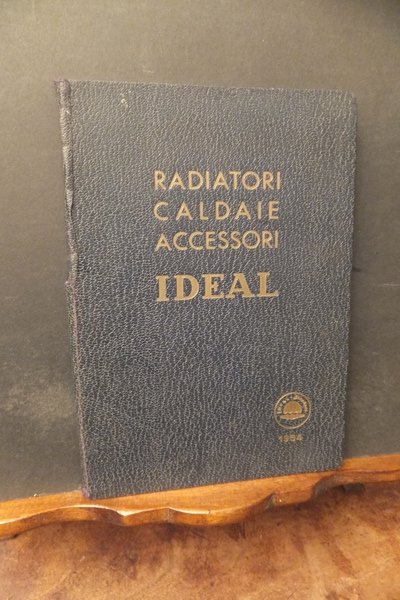 RADIATORI
CALDAIE
ACCESSORI
IDEAL
1934